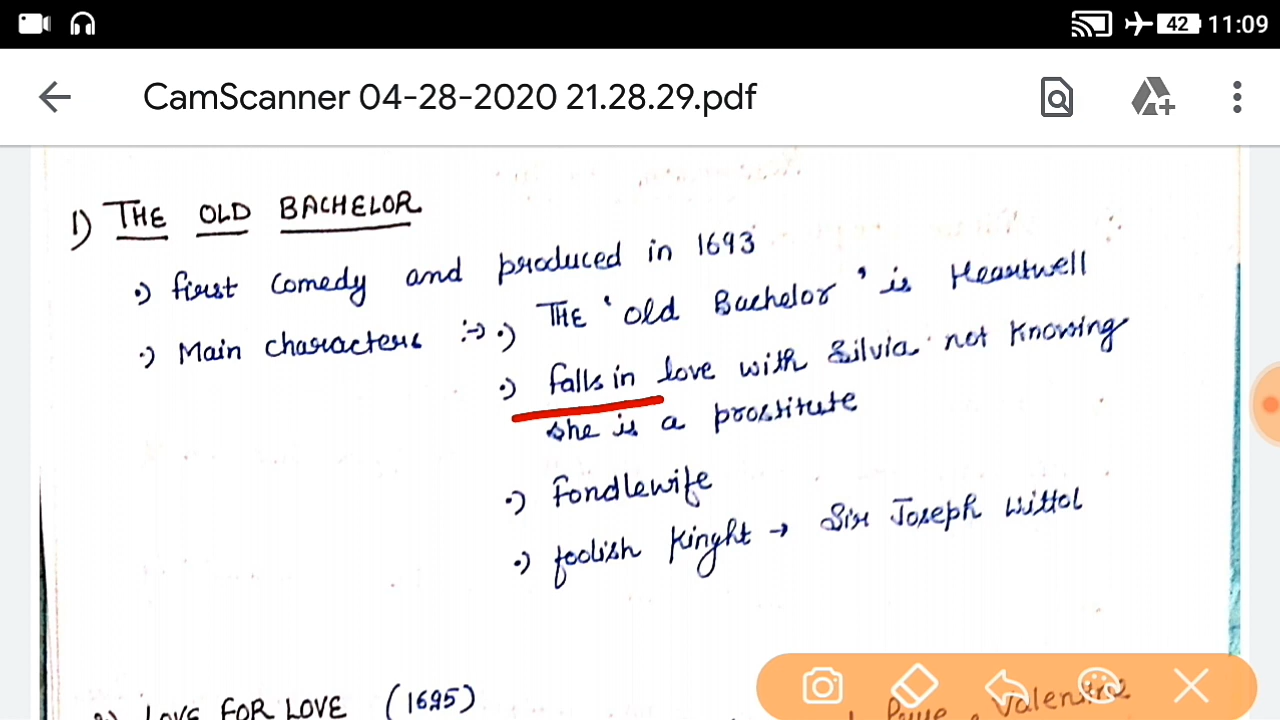 42 11:09
CamScanner 04-28-2020 21.28.29.pdf
1) THE OLD BACHELOR
•) first comedy and produced in 1693
•) Main characters :→ •) THE 'old Bachelor' is Heartwell
•) falls in love with Silvia not knowing
she is a prostitute
•) Fondlewife
•) foolish Kinght → Sir Joseph wittol
LOVE FOR LOVE (1695)
Valentine